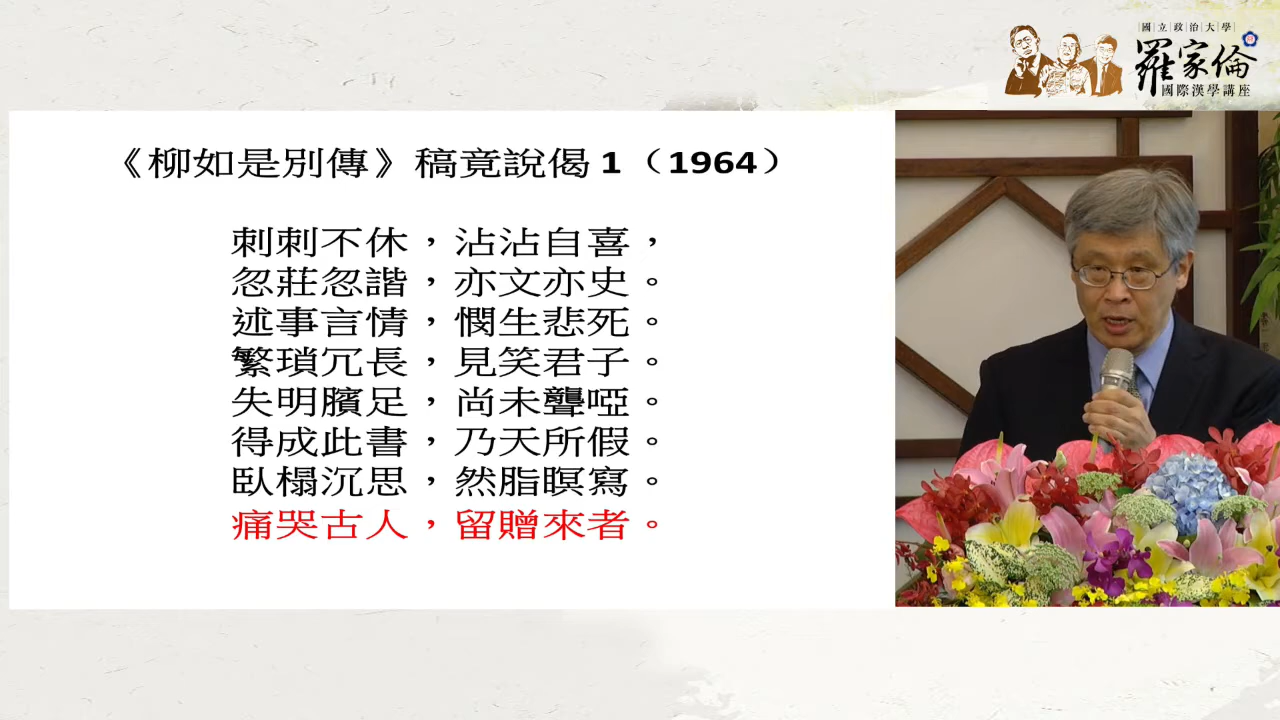 國立政治大學
羅家倫
國際漢學講座
《柳如是別傳》稿竟說偈 1（1964）
刺刺不休，沾沾自喜，
忽莊忽諧，亦文亦史。
述事言情，憫生悲死。
繁瑣冗長，見笑君子。
失明臏足，尚未聾啞。
得成此書，乃天所假。
臥榻沉思，然脂瞑寫。
痛哭古人，留贈來者。